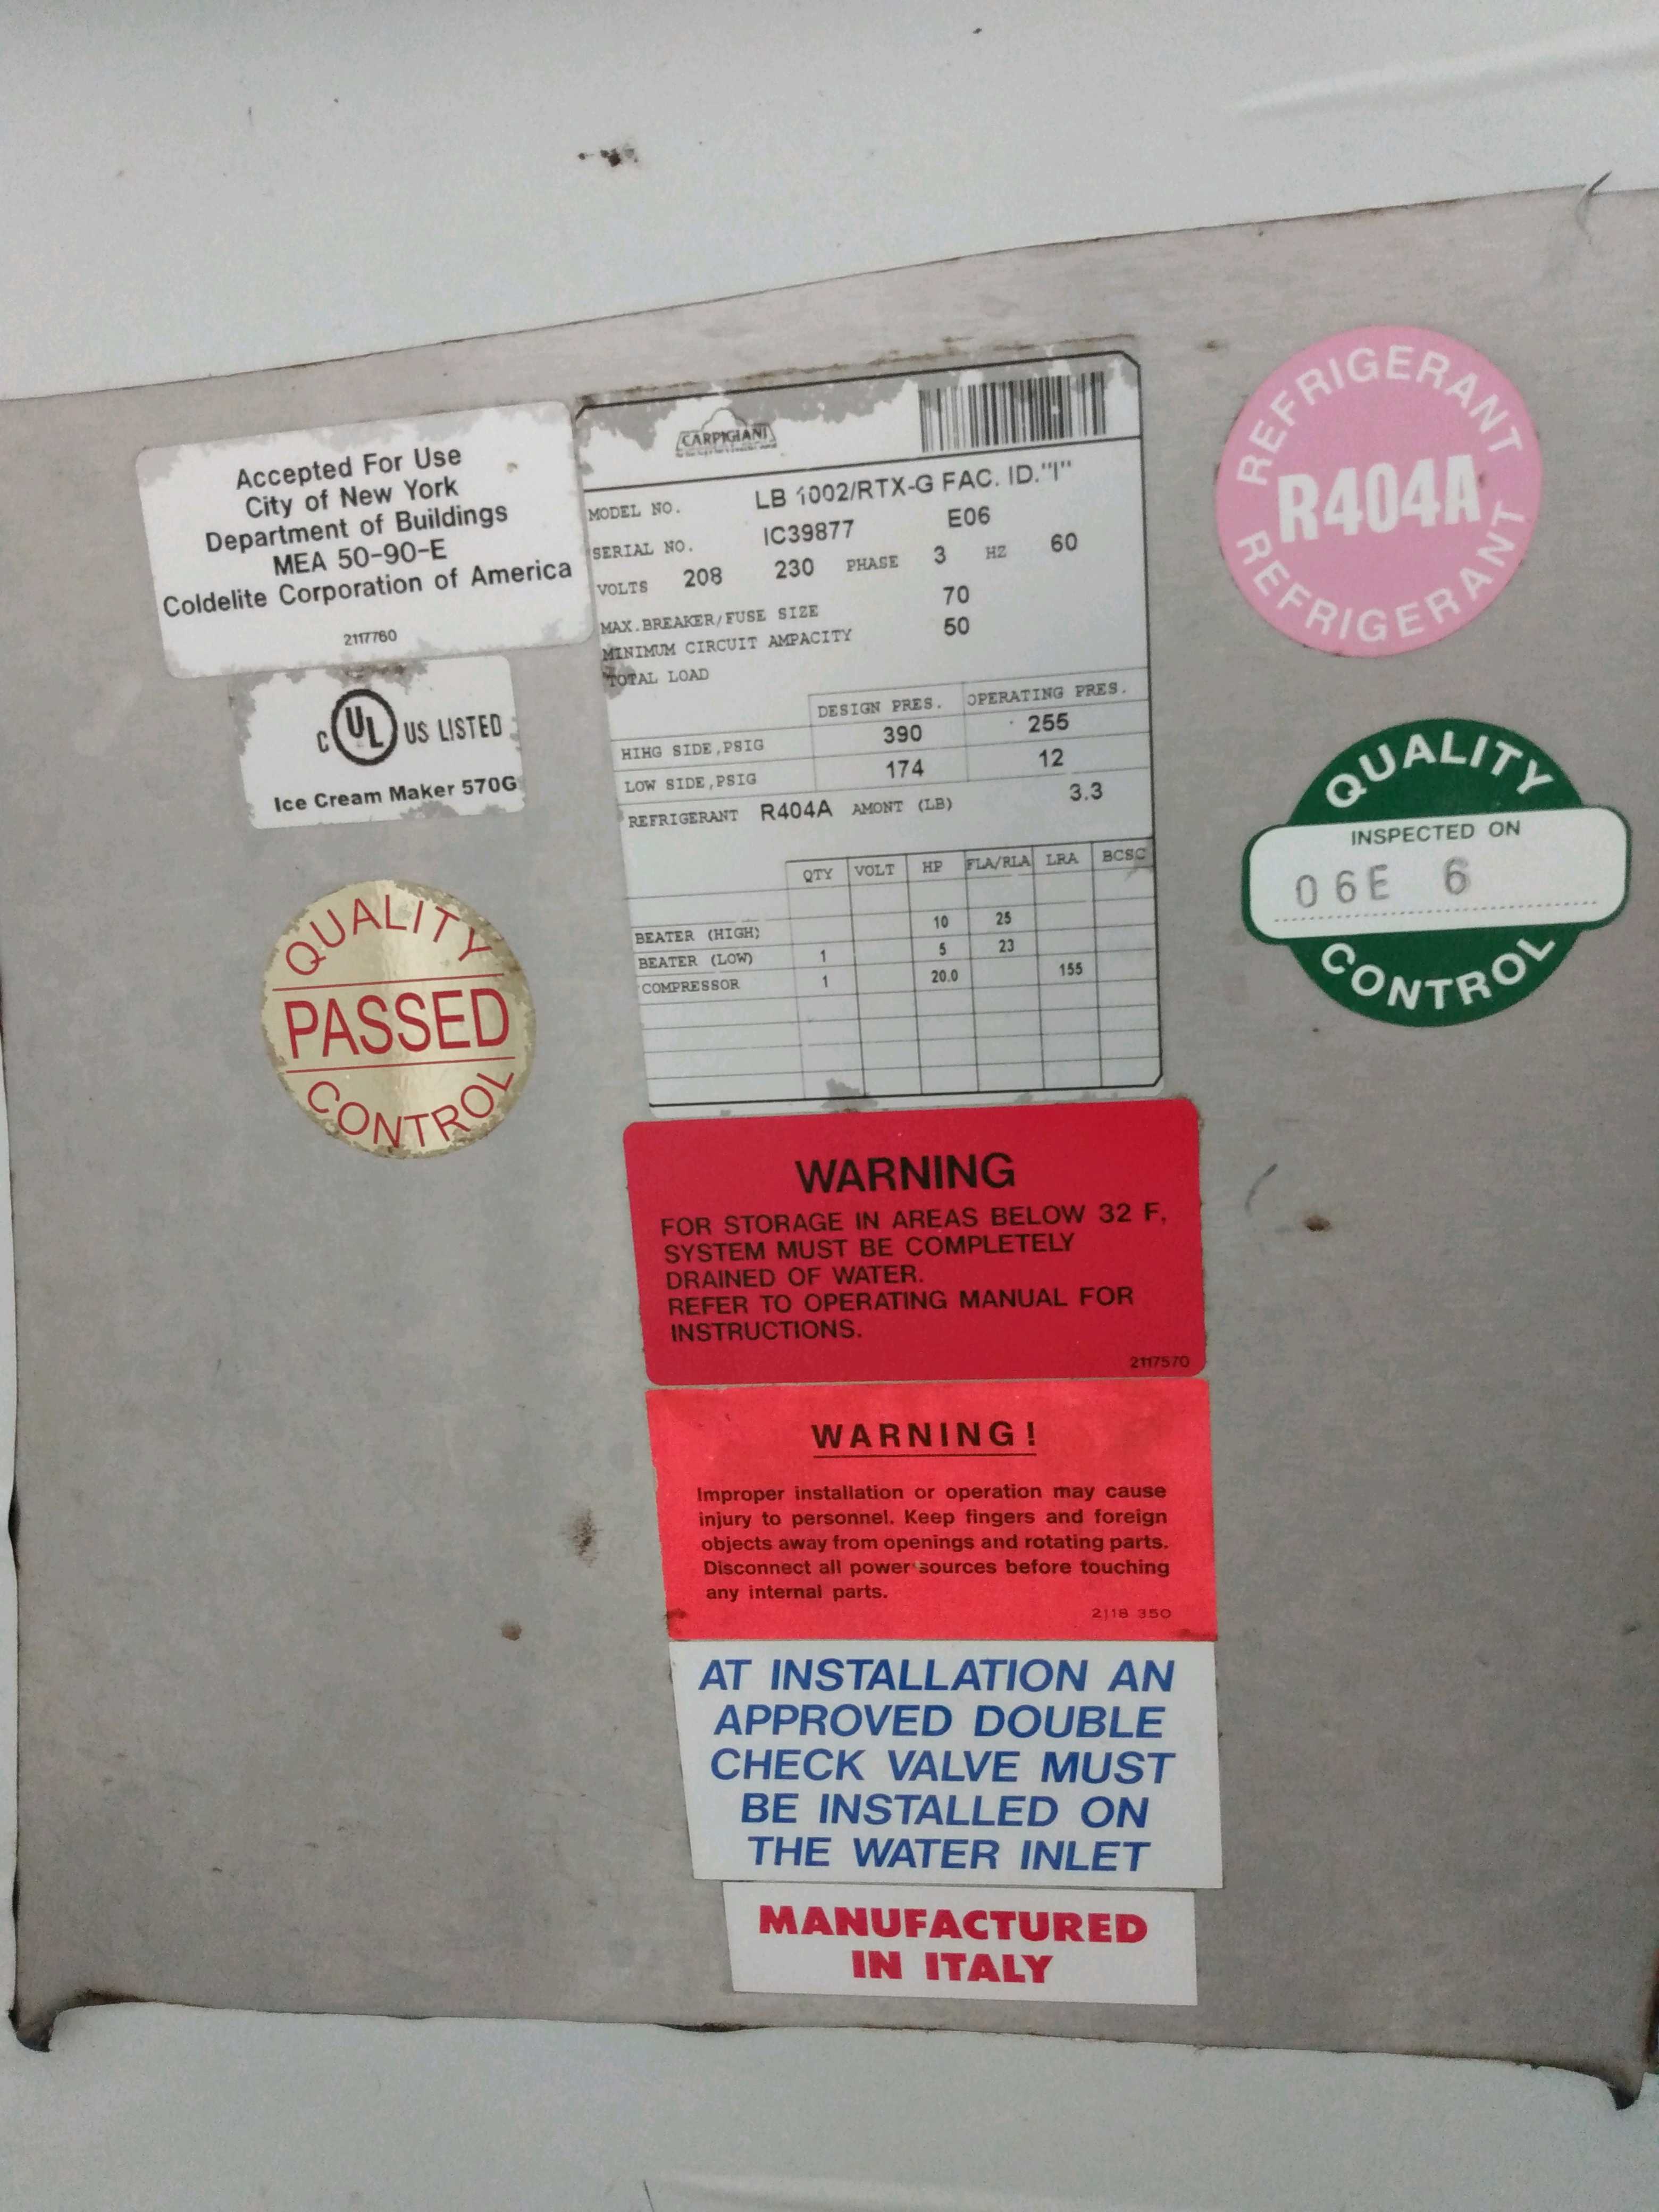 Accepted For Use
City of New York
Department of Buildings
MEA 50-90-E
Coldelite Corporation of America
2117760
C UL US LISTED
Ice Cream Maker 570G
QUALITY
PASSED
CONTROL
CARPIGIANI
MODEL NO. LB 1002/RTX-G FAC. ID."I"
SERIAL NO. IC39877 E06
VOLTS 208 230 PHASE 3 HZ 60
MAX.BREAKER/FUSE SIZE 70
MINIMUM CIRCUIT AMPACITY 50
TOTAL LOAD
DESIGN PRES. OPERATING PRES.
HIHG SIDE,PSIG 390 255
LOW SIDE,PSIG 174 12
REFRIGERANT R404A AMONT (LB) 3.3
QTY VOLT HP FLA/RLA LRA BCSC
BEATER (HIGH) 10 25
BEATER (LOW) 1 5 23
COMPRESSOR 1 20.0 155
REFRIGERANT
R404A
REFRIGERANT
QUALITY
INSPECTED ON
06E 6
CONTROL
WARNING
FOR STORAGE IN AREAS BELOW 32 F,
SYSTEM MUST BE COMPLETELY
DRAINED OF WATER.
REFER TO OPERATING MANUAL FOR
INSTRUCTIONS.
2117570
WARNING!
Improper installation or operation may cause
injury to personnel. Keep fingers and foreign
objects away from openings and rotating parts.
Disconnect all power sources before touching
any internal parts.
2118 350
AT INSTALLATION AN
APPROVED DOUBLE
CHECK VALVE MUST
BE INSTALLED ON
THE WATER INLET
MANUFACTURED
IN ITALY